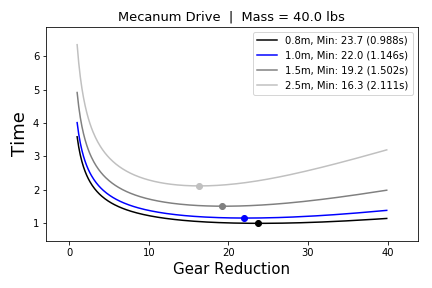 Mecanum Drive | Mass = 40.0 lbs
0.8m, Min: 23.7 (0.988s)
1.0m, Min: 22.0 (1.146s)
1.5m, Min: 19.2 (1.502s)
2.5m, Min: 16.3 (2.111s)
Time
6
5
4
3
2
1
0 10 20 30 40
Gear Reduction